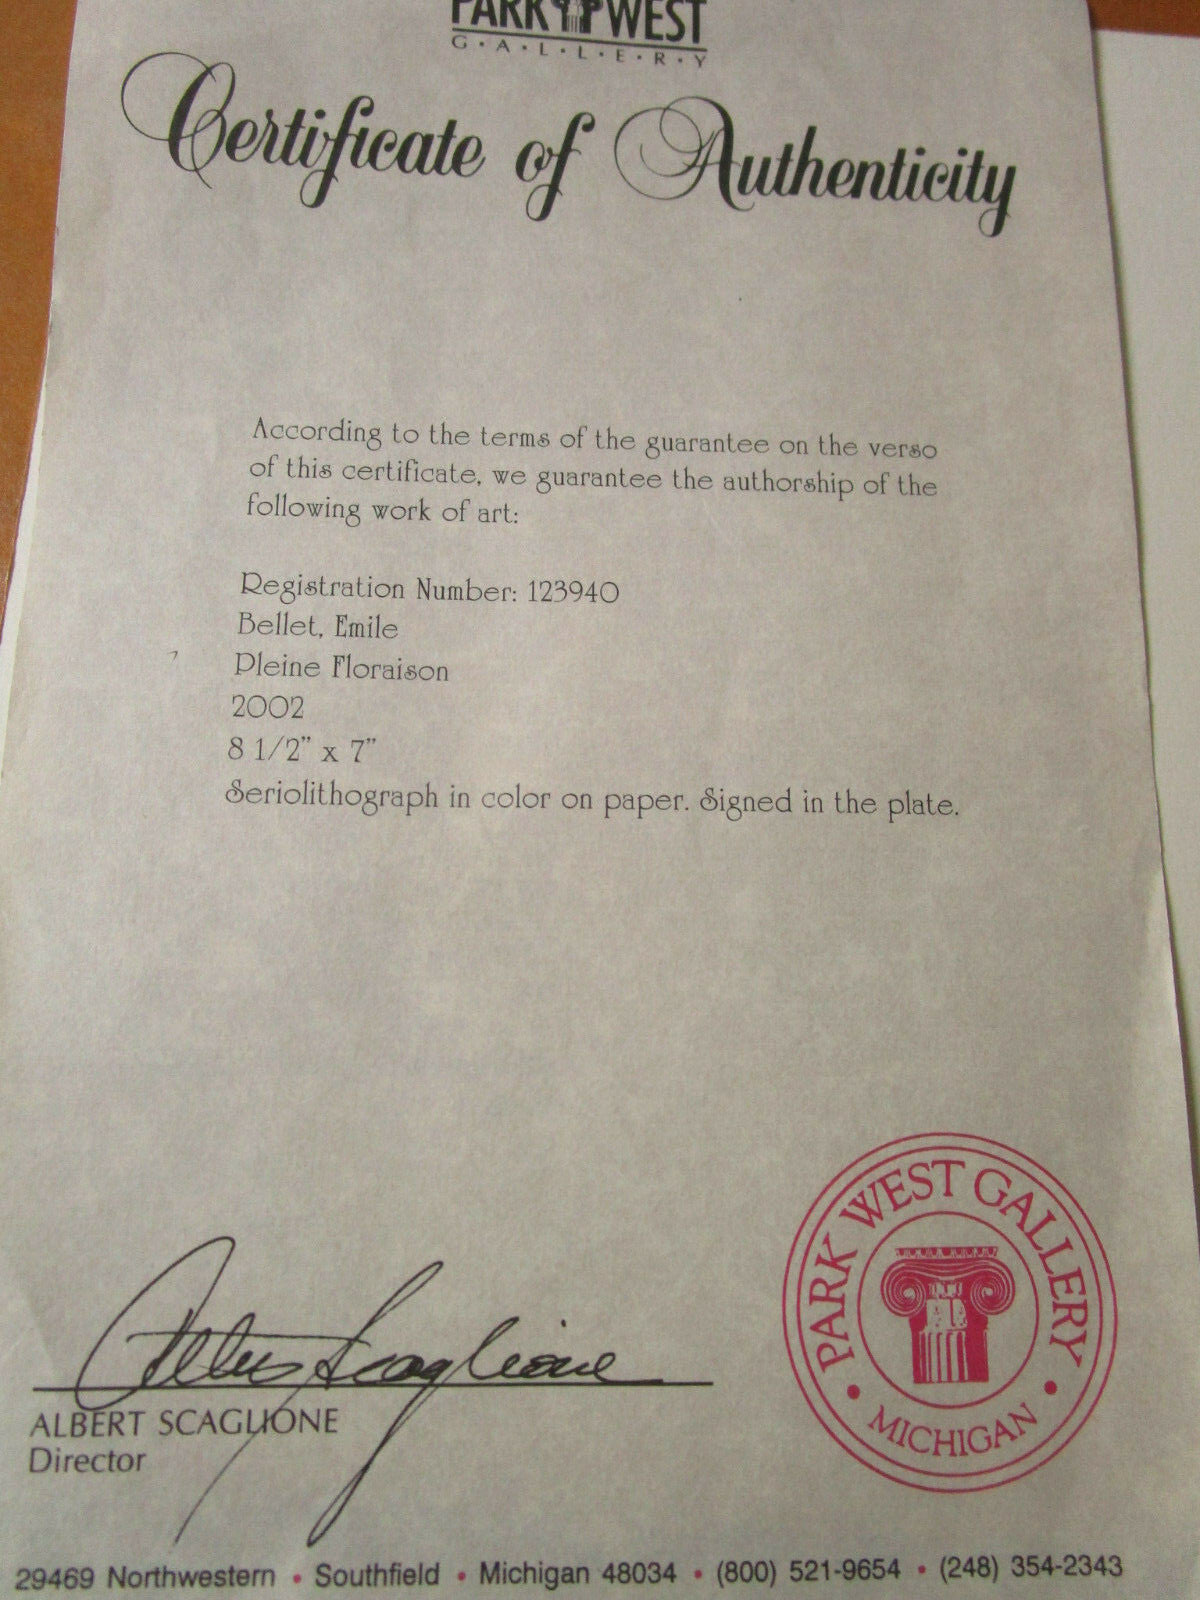 PARK WEST
G·A·L·L·E·R·Y
Certificate of Authenticity
According to the terms of the guarantee on the verso
of this certificate, we guarantee the authorship of the
following work of art:
Registration Number: 123940
Bellet, Emile
Pleine Floraison
2002
8 1/2" x 7"
Seriolithograph in color on paper. Signed in the plate.
Albert Scaglione
ALBERT SCAGLIONE
Director
PARK WEST GALLERY
• MICHIGAN •
29469 Northwestern • Southfield • Michigan 48034 • (800) 521-9654 • (248) 354-2343